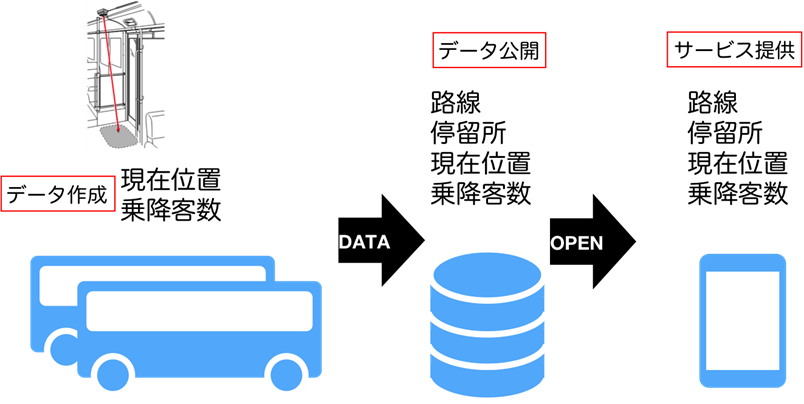 データ作成
現在位置
乗降客数
DATA
データ公開
路線
停留所
現在位置
乗降客数
OPEN
サービス提供
路線
停留所
現在位置
乗降客数